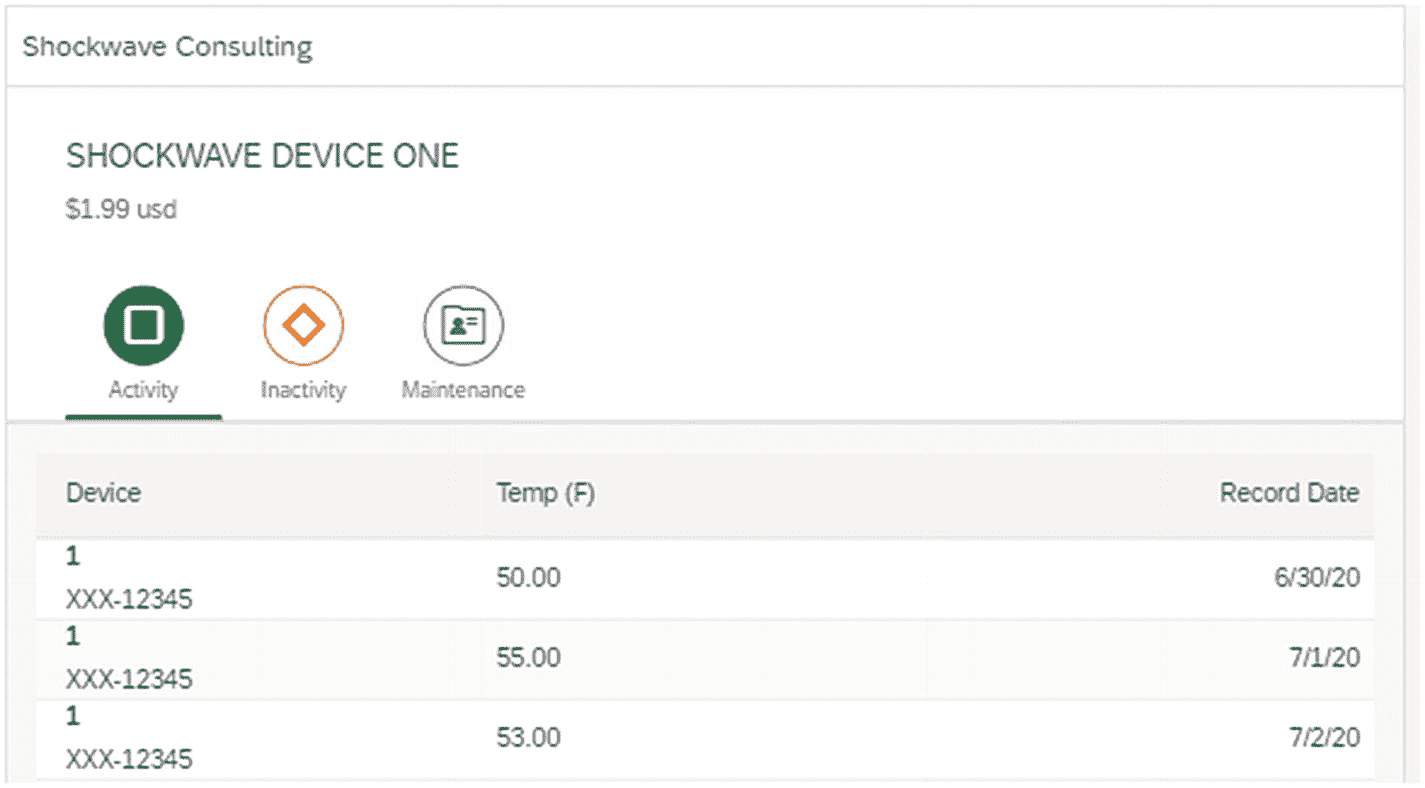 Shockwave Consulting
SHOCKWAVE DEVICE ONE
$1.99 usd
Activity Inactivity Maintenance
Device Temp (F) Record Date
1
XXX-12345 50.00 6/30/20
1
XXX-12345 55.00 7/1/20
1
XXX-12345 53.00 7/2/20